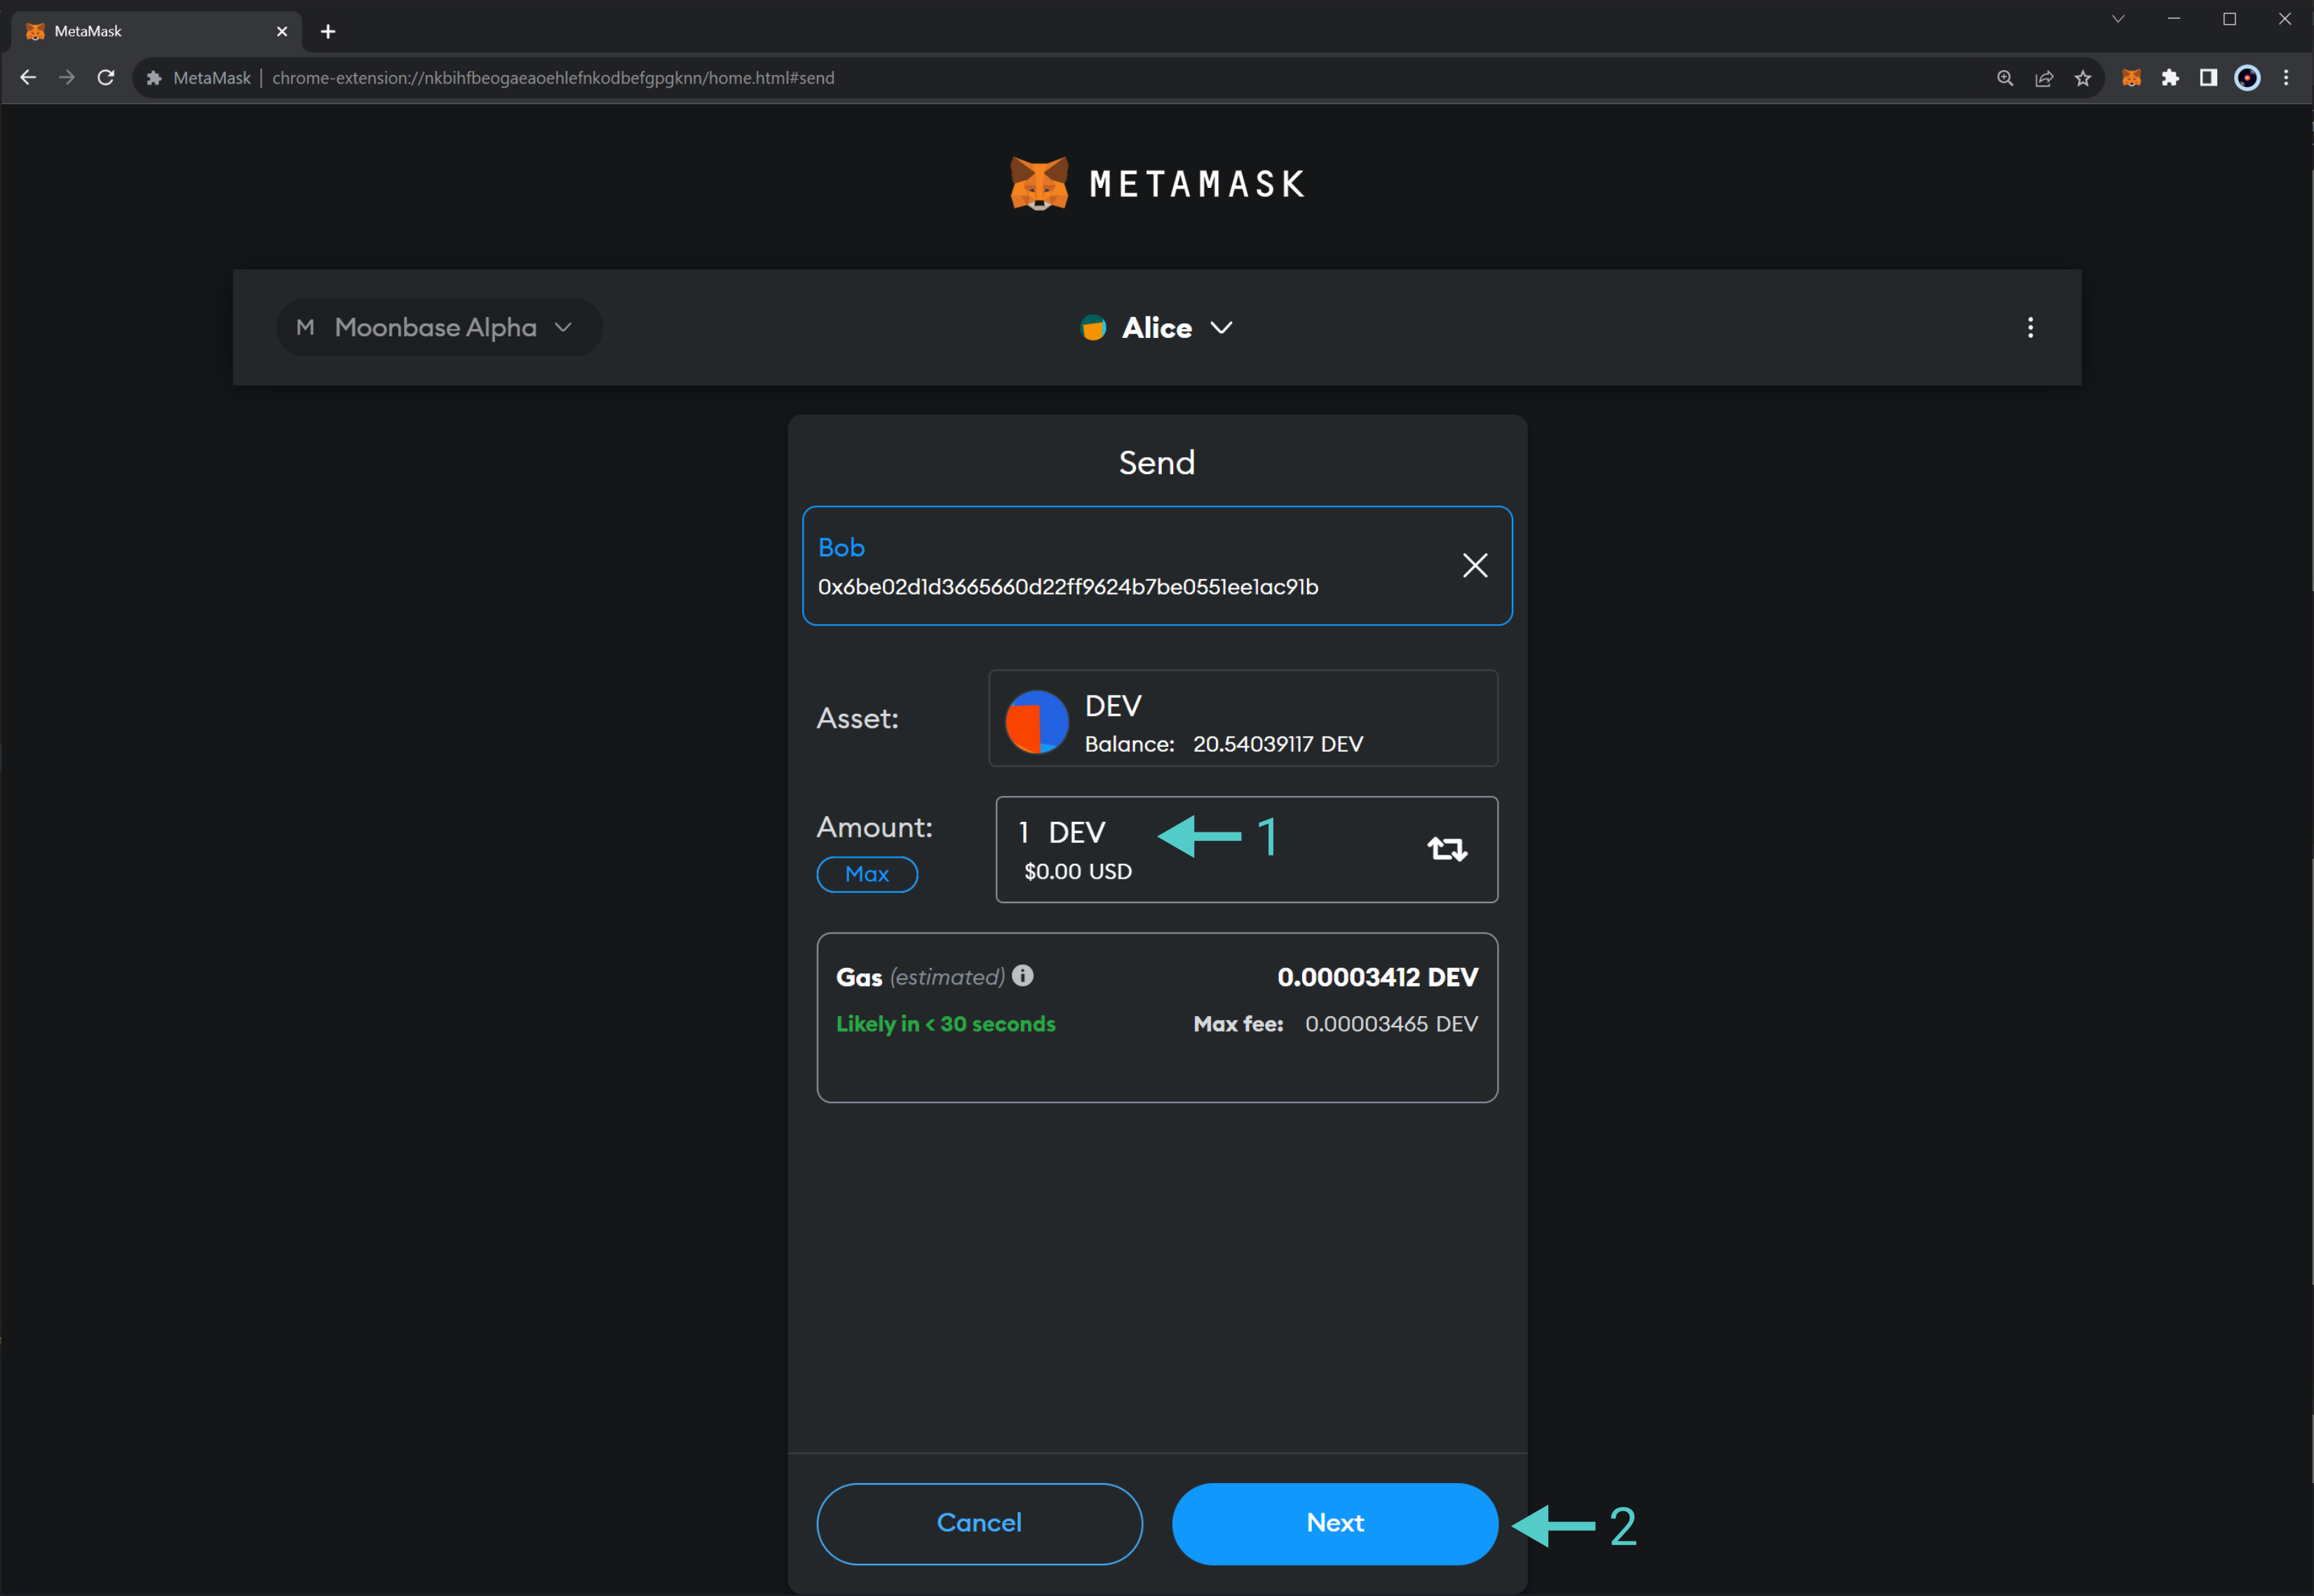 MetaMask
MetaMask | chrome-extension://nkbihfbeogaeaoehlefnkodbefgpgknn/home.html#send
METAMASK
M Moonbase Alpha
Alice
Send
Bob
0x6be02d1d3665660d22ff9624b7be0551ee1ac91b
Asset:
DEV
Balance: 20.54039117 DEV
Amount:
1 DEV
1
Max
$0.00 USD
Gas (estimated) 0.00003412 DEV
Likely in < 30 seconds Max fee: 0.00003465 DEV
Cancel
Next
2